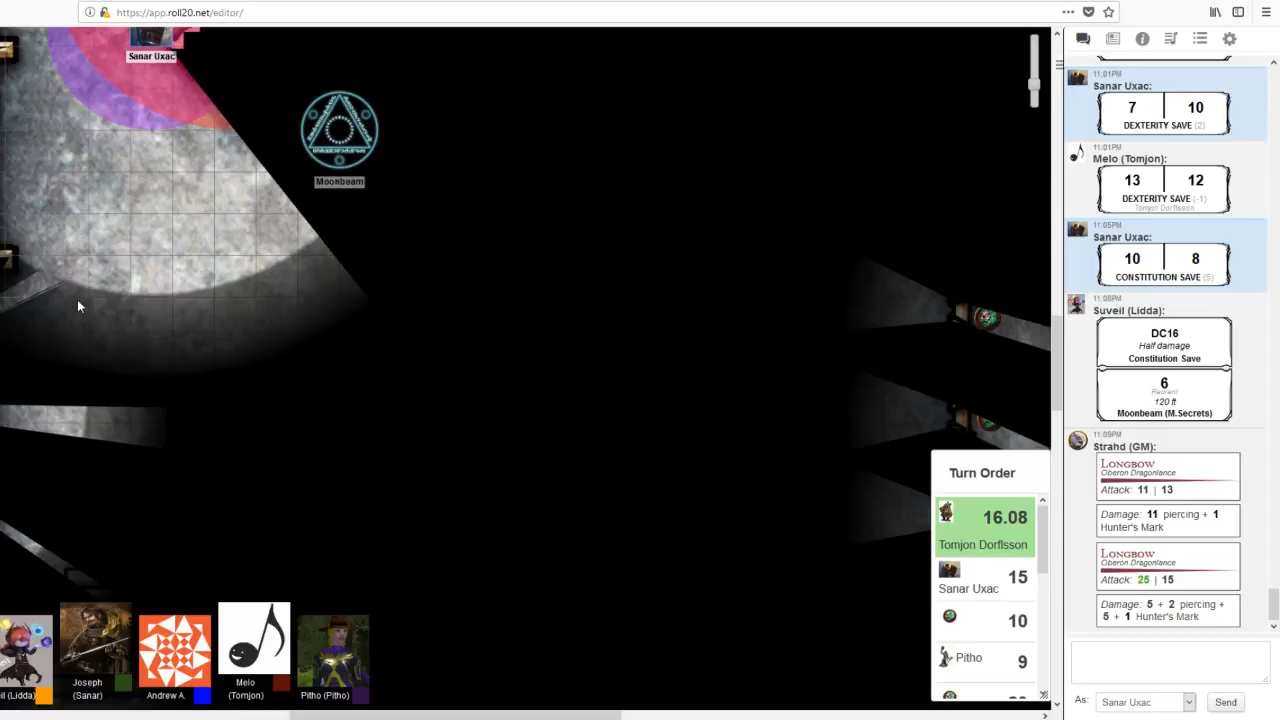 https://app.roll20.net/editor/
Sanar Uxac
Moonbeam
11:01PM
Sanar Uxac:
7 10
DEXTERITY SAVE (2)
11:01PM
Melo (Tomjon):
13 12
DEXTERITY SAVE (-1)
Tomjon Dorflsson
11:05PM
Sanar Uxac:
10 8
CONSTITUTION SAVE (5)
11:08PM
Suveil (Lidda):
DC16
Half damage
Constitution Save
6
Radiant
120 ft
Moonbeam (M.Secrets)
11:09PM
Strahd (GM):
LONGBOW
Oberon Dragonlance
Attack: 11 | 13
Damage: 11 piercing + 1
Hunter's Mark
LONGBOW
Oberon Dragonlance
Attack: 25 | 15
Damage: 5 + 2 piercing +
5 + 1 Hunter's Mark
Turn Order
16.08
Tomjon Dorflsson
15
Sanar Uxac
10
Pitho 9
eil (Lidda)
Joseph
(Sanar)
Andrew A.
Melo
(Tomjon)
Pitho (Pitho)
As: Sanar Uxac Send